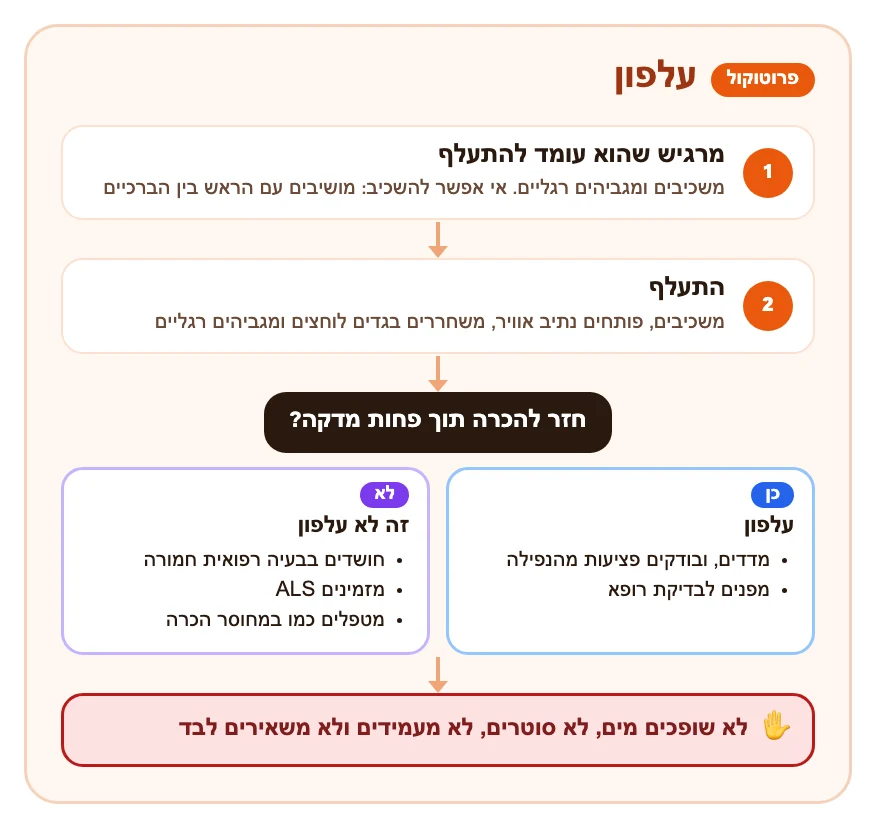 פרוטוקול עלפון
1
מרגיש שהוא עומד להתעלף
משכיבים ומגביהים רגליים. אי אפשר להשכיב: מושיבים עם הראש בין הברכיים
2
התעלף
משכיבים, פותחים נתיב אוויר, משחררים בגדים לוחצים ומגביהים רגליים
חזר להכרה תוך פחות מדקה?
כן
עלפון
• מדדים, ובודקים פציעות מהנפילה
• מפנים לבדיקת רופא
לא
זה לא עלפון
• חושדים בבעיה רפואית חמורה
• מזמינים ALS
• מטפלים כמו במחוסר הכרה
✋ לא שופכים מים, לא סוטרים, לא מעמידים ולא משאירים לבד